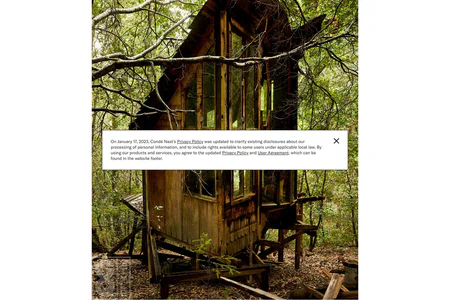 On January 17, 2023, Condé Nast's Privacy Policy was updated to clarify existing disclosures about our
processing of personal information, and to include rights available to some users under applicable local law. By
using our products and services, you agree to the updated Privacy Policy and User Agreement, which can be
found in the website footer.